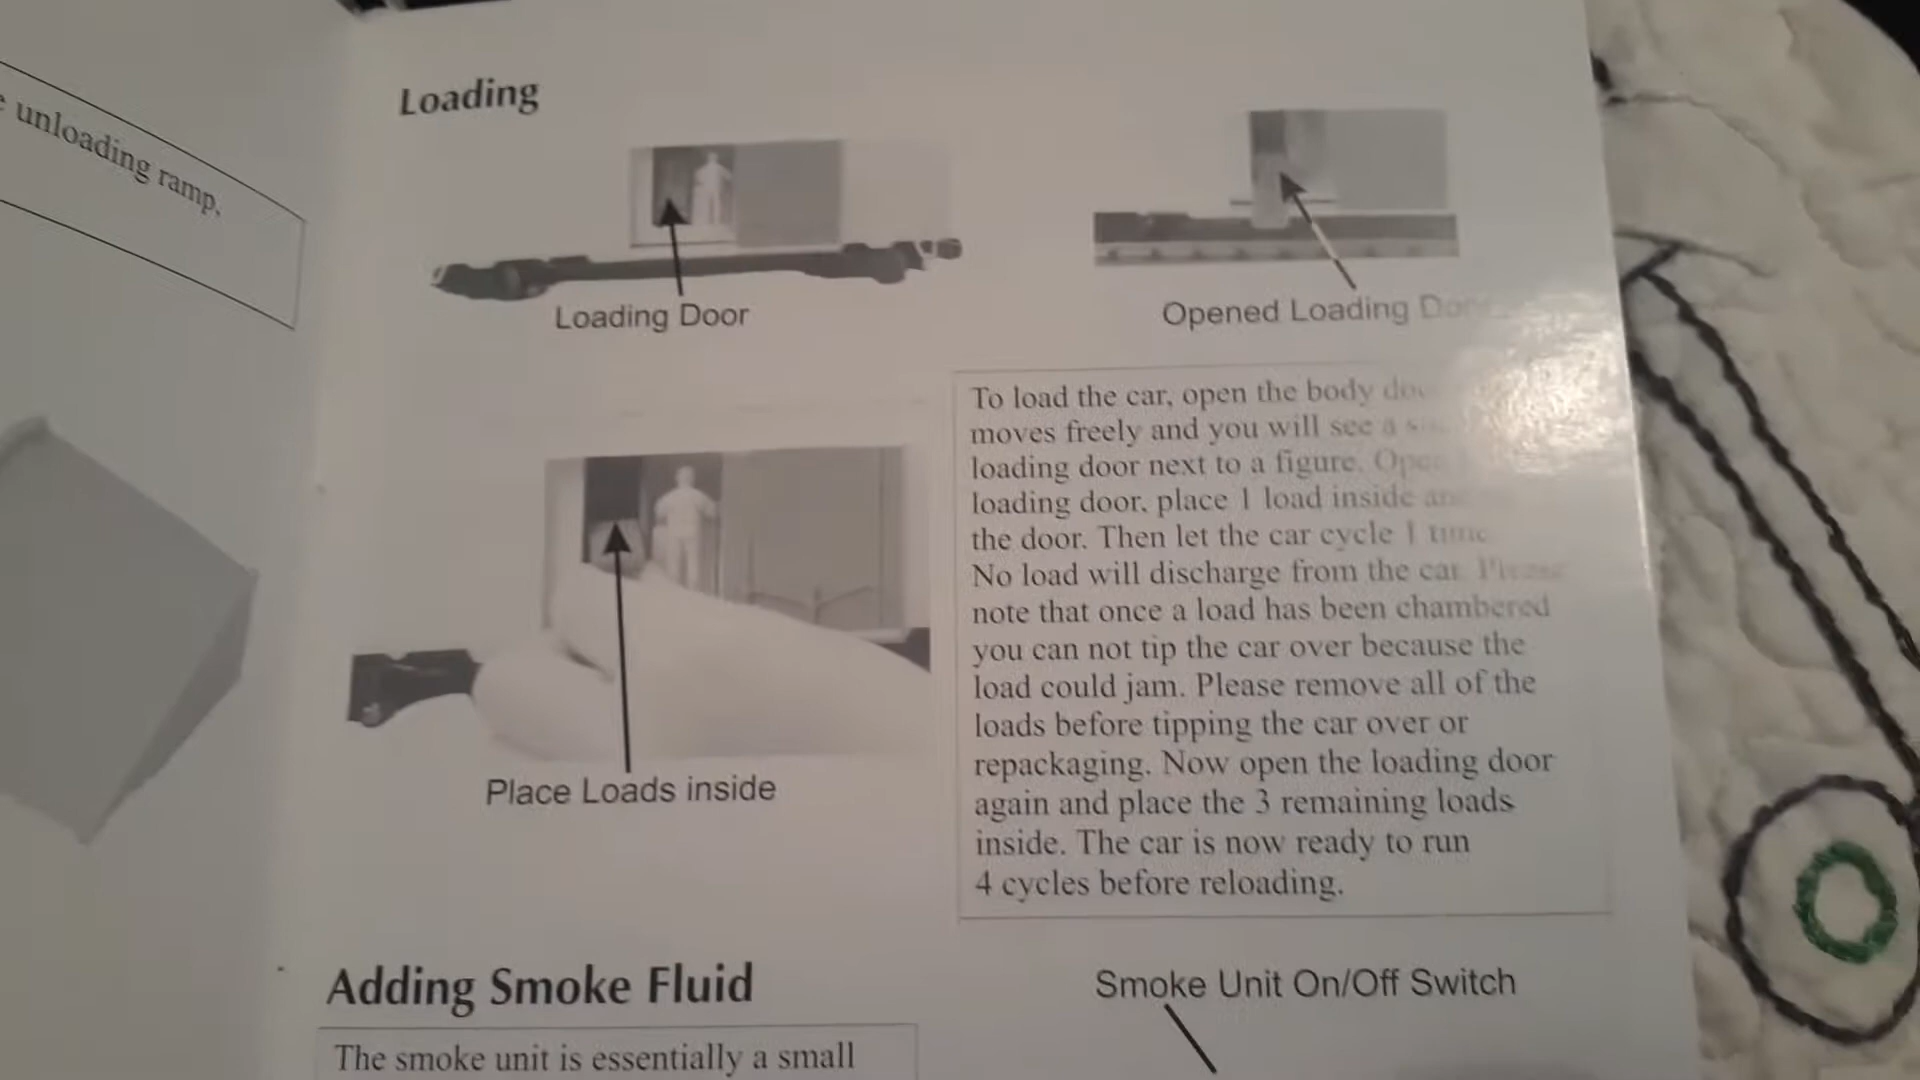 unloading ramp,
Loading
Loading Door
Opened Loading
To load the car, open the body
moves freely and you will see a
loading door next to a figure. Open
loading door, place 1 load inside
the door. Then let the car cycle 1 time
No load will discharge from the car. Please
note that once a load has been chambered
you can not tip the car over because the
load could jam. Please remove all of the
loads before tipping the car over or
repackaging. Now open the loading door
again and place the 3 remaining loads
inside. The car is now ready to run
4 cycles before reloading.
Place Loads inside
Adding Smoke Fluid
The smoke unit is essentially a small
Smoke Unit On/Off Switch